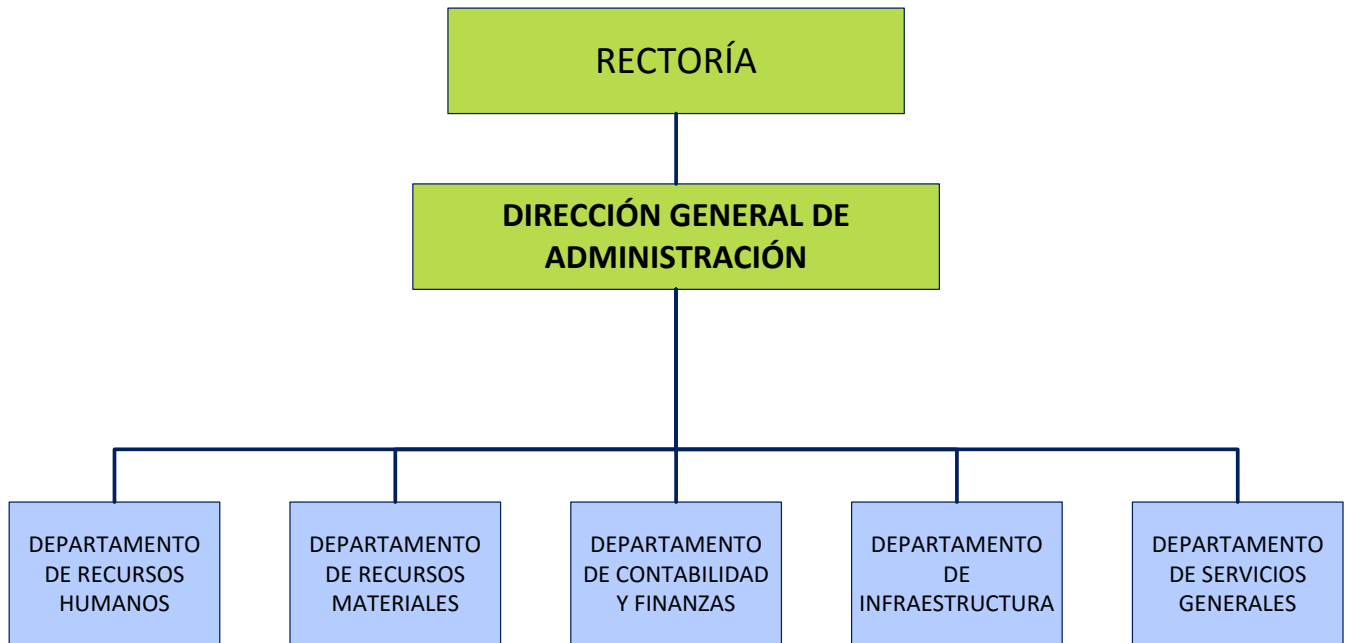 RECTORÍA
DIRECCIÓN GENERAL DE
ADMINISTRACIÓN
DEPARTAMENTO
DE RECURSOS
HUMANOS
DEPARTAMENTO
DE RECURSOS
MATERIALES
DEPARTAMENTO
DE CONTABILIDAD
Y FINANZAS
DEPARTAMENTO
DE
INFRAESTRUCTURA
DEPARTAMENTO
DE SERVICIOS
GENERALES